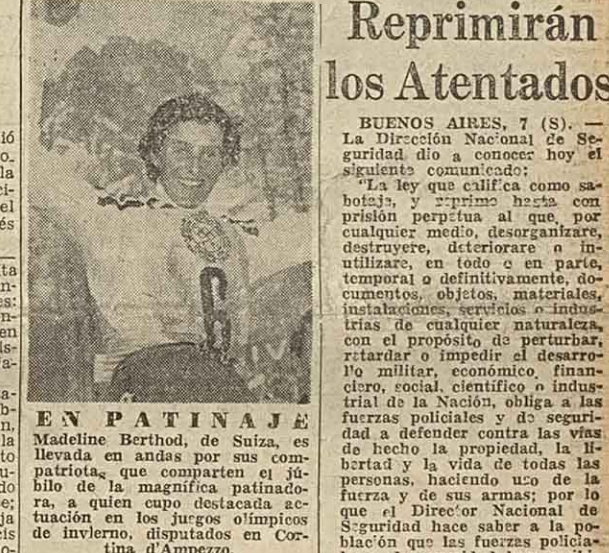 EN PATINAJE
Madeline Berthod, de Suiza, es
llevada en andas por sus com-
patriotas que comparten el jú-
bilo de la magnífica patinado-
ra, a quien cupo destacada ac-
tuación en los juegos olímpicos
de invierno, disputados en Cor-
tina d'Ampezzo.
Reprimirán
los Atentados
BUENOS AIRES, 7 (S). —
La Dirección Nacional de Se-
guridad dio a conocer hoy el
siguiente comunicado:
"La ley que califica como sa-
botaje, y reprime hasta con
prisión perpetua al que, por
cualquier medio, desorganizare,
destruyere, deteriorare o in-
utilizare, en todo o en parte,
temporal o definitivamente, do-
cumentos, objetos, materiales,
instalaciones, servicios o indus-
trias de cualquier naturaleza,
con el propósito de perturbar,
retardar o impedir el desarro-
llo militar, económico, finan-
ciero, social, científico o indus-
trial de la Nación, obliga a las
fuerzas policiales y de seguri-
dad a defender contra las vías
de hecho la propiedad, la li-
bertad y la vida de todas las
personas, haciendo uso de la
fuerza y de sus armas; por lo
que el Director Nacional de
Seguridad hace saber a la po-
blación que las fuerzas policia-